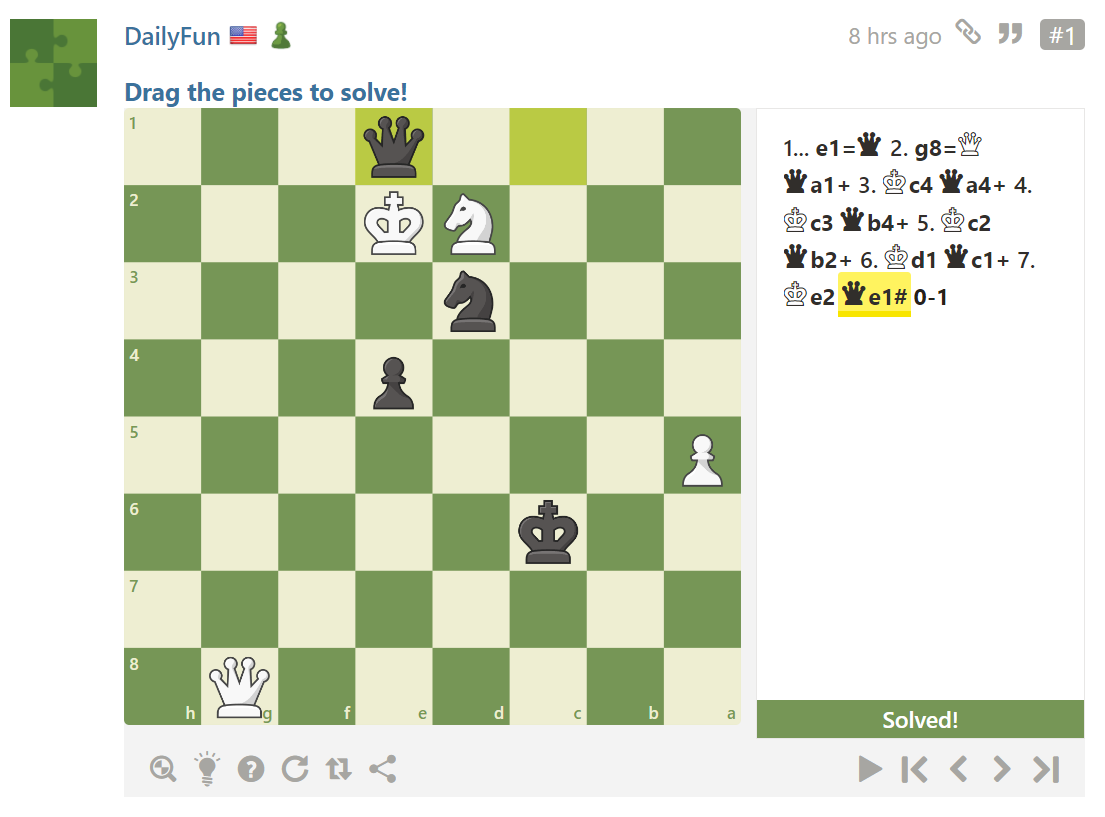 DailyFun
8 hrs ago #1
Drag the pieces to solve!
1
2
3
4
5
6
7
8
h g f e d c b a
1... e1=♛ 2. g8=♕
♛a1+ 3. ♔c4 ♛a4+ 4.
♔c3 ♛b4+ 5. ♔c2
♛b2+ 6. ♔d1 ♛c1+ 7.
♔e2 ♛e1# 0-1
Solved!